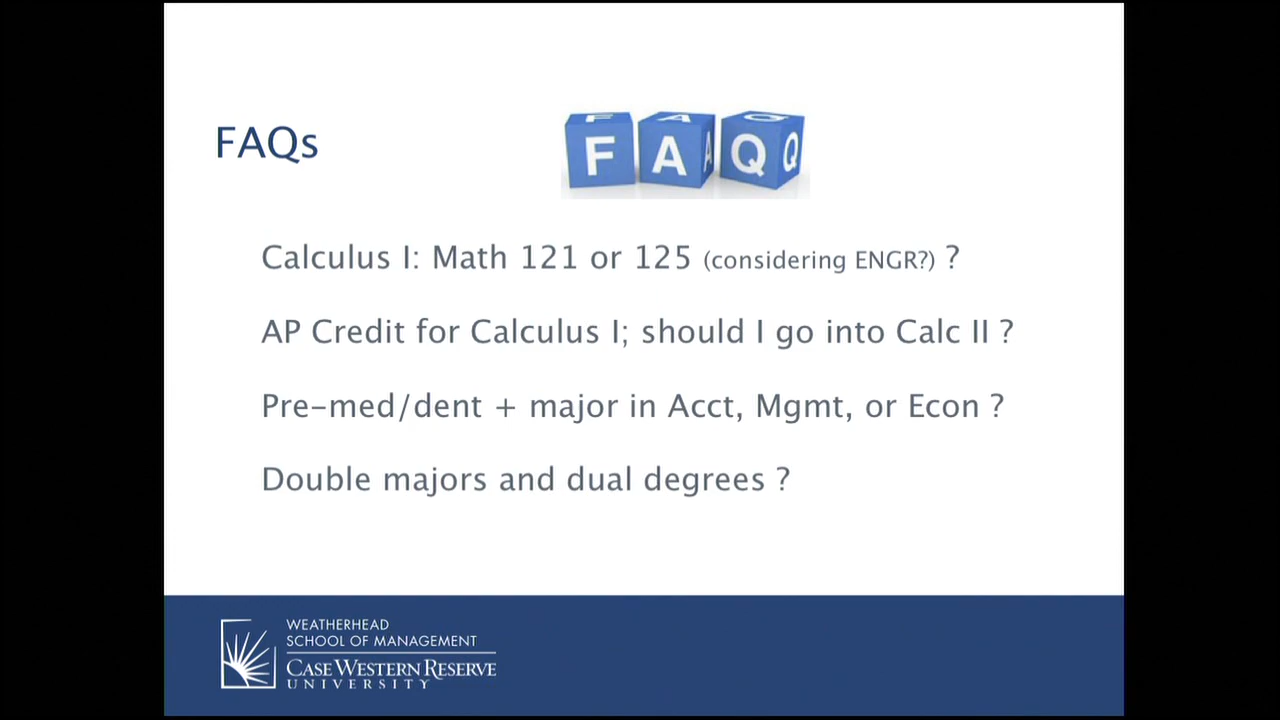 FAQs
F A Q
Calculus I: Math 121 or 125 (considering ENGR?) ?
AP Credit for Calculus I; should I go into Calc II ?
Pre-med/dent + major in Acct, Mgmt, or Econ ?
Double majors and dual degrees ?
WEATHERHEAD
SCHOOL OF MANAGEMENT
CASE WESTERN RESERVE
UNIVERSITY